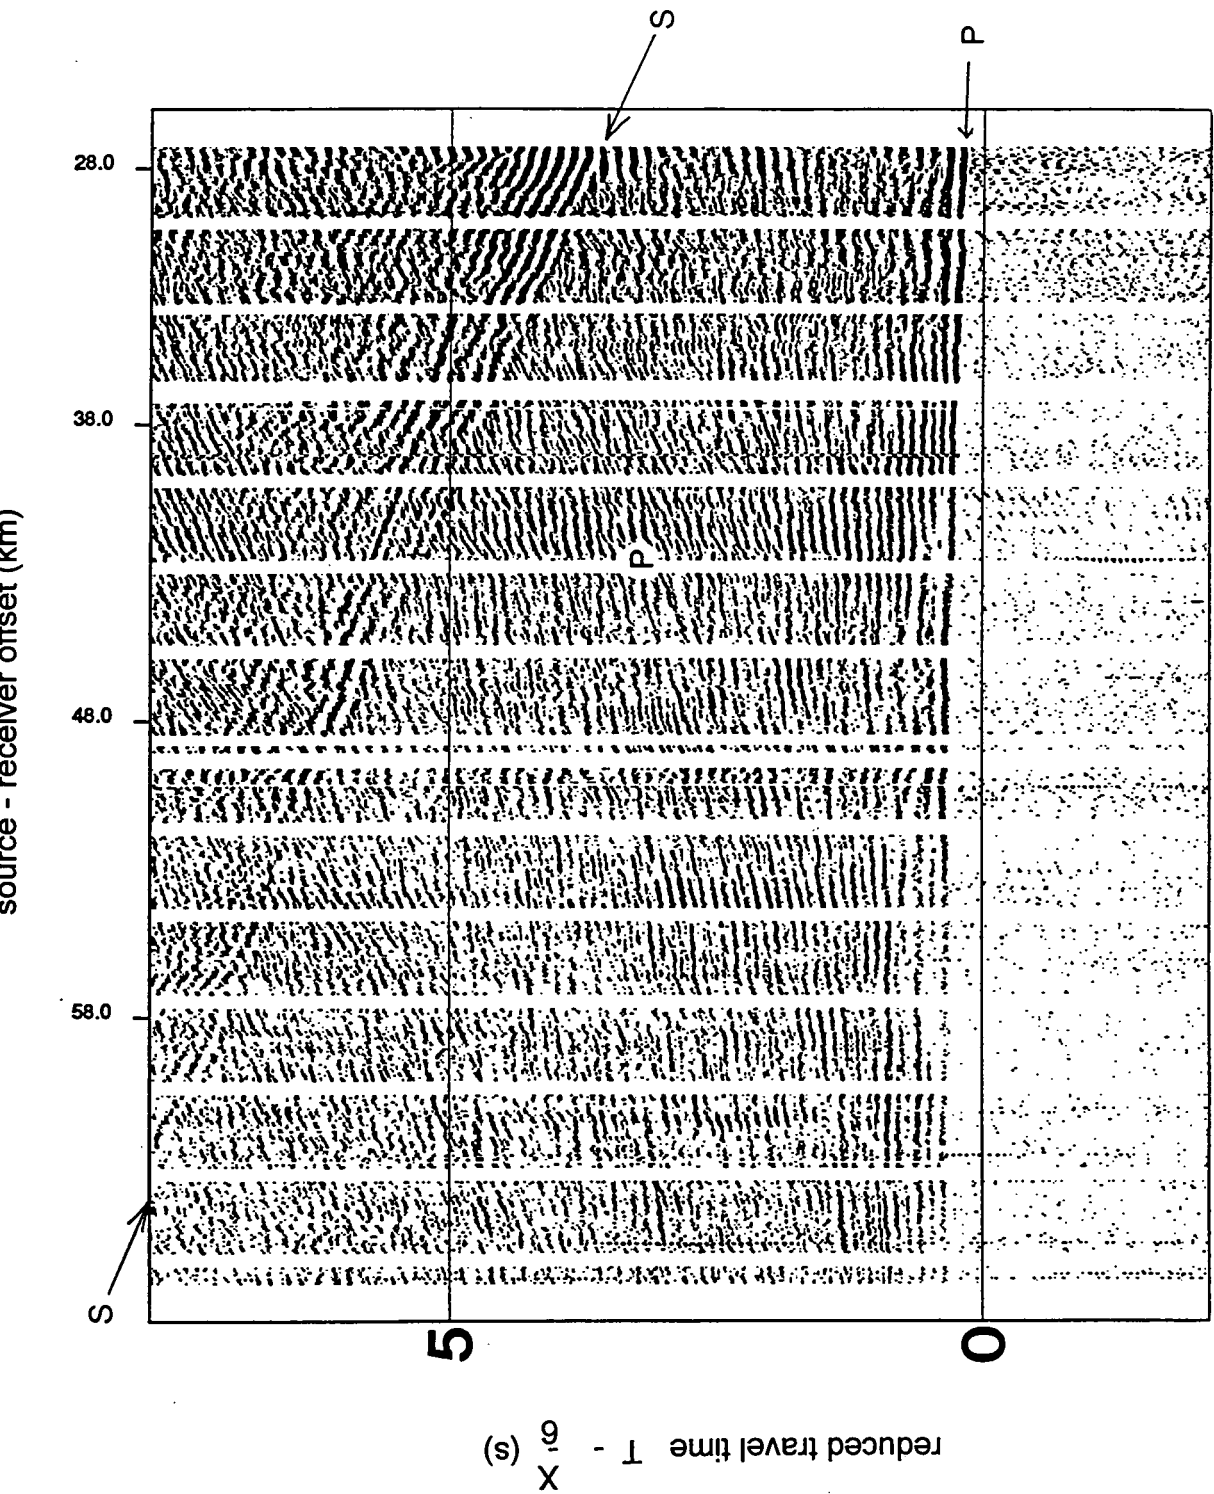 source - receiver offset (km)
28.0
38.0
48.0
58.0
S
P
P
S
5
0
reduced travel time T - X/6 (s)